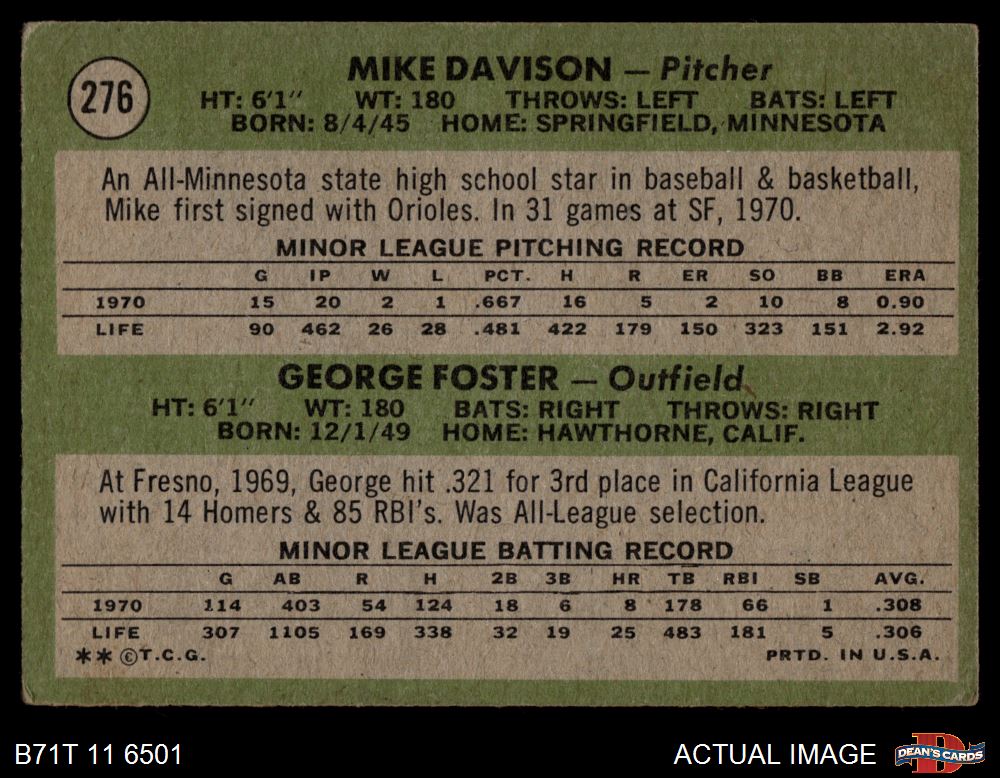 276
MIKE DAVISON — Pitcher
HT: 6'1" WT: 180 THROWS: LEFT BATS: LEFT
BORN: 8/4/45 HOME: SPRINGFIELD, MINNESOTA
An All-Minnesota state high school star in baseball & basketball,
Mike first signed with Orioles. In 31 games at SF, 1970.
MINOR LEAGUE PITCHING RECORD
G IP W L PCT. H R ER SO BB ERA
1970 15 20 2 1 .667 16 5 2 10 8 0.90
LIFE 90 462 26 28 .481 422 179 150 323 151 2.92
GEORGE FOSTER — Outfield
HT: 6'1" WT: 180 BATS: RIGHT THROWS: RIGHT
BORN: 12/1/49 HOME: HAWTHORNE, CALIF.
At Fresno, 1969, George hit .321 for 3rd place in California League
with 14 Homers & 85 RBI's. Was All-League selection.
MINOR LEAGUE BATTING RECORD
G AB R H 2B 3B HR TB RBI SB AVG.
1970 114 403 54 124 18 6 8 178 66 1 .308
LIFE 307 1105 169 338 32 19 25 483 181 5 .306
**©T.C.G. PRTD. IN U.S.A.
B71T 11 6501 ACTUAL IMAGE DEAN'S CARDS